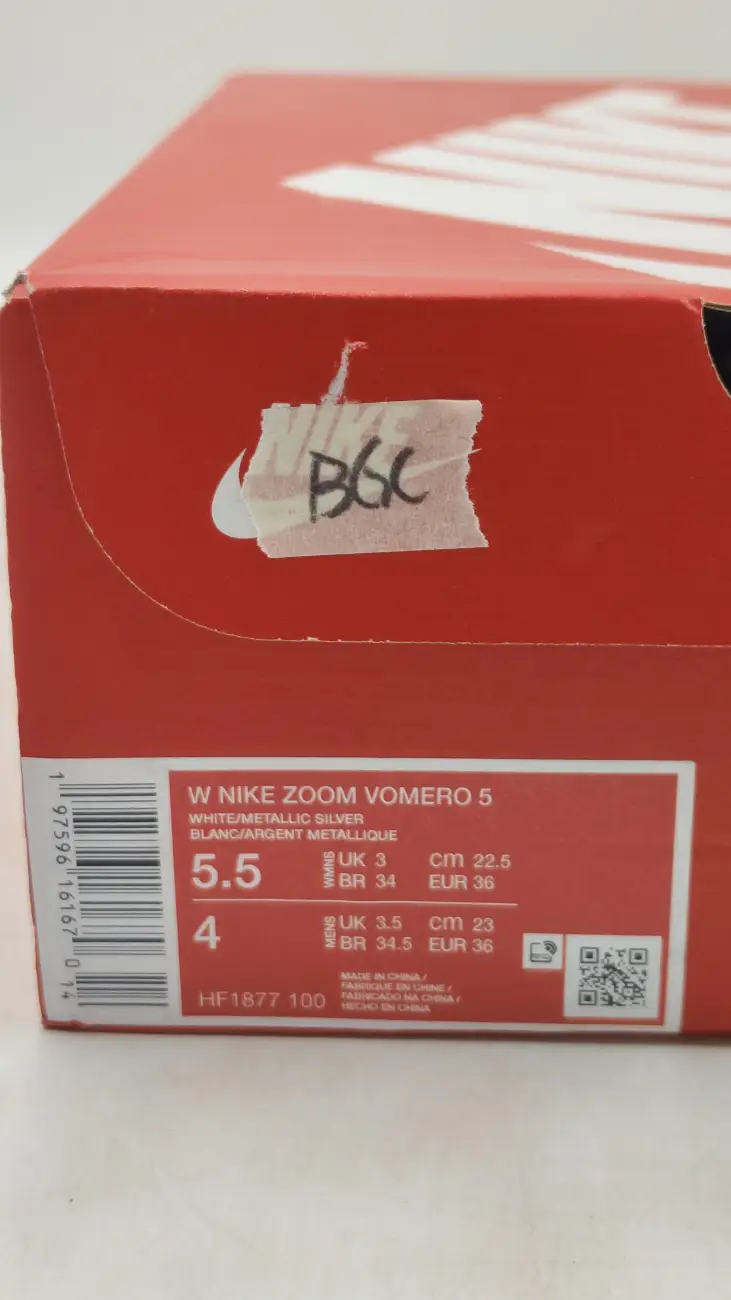 NIKE
BGC
W NIKE ZOOM VOMERO 5
WHITE/METALLIC SILVER
BLANC/ARGENT METALLIQUE
5.5 WMNS UK 3 cm 22.5
BR 34 EUR 36
4 MENS UK 3.5 cm 23
BR 34.5 EUR 36
HF1877 100
MADE IN CHINA /
FABRIQUE EN CHINE /
FABRICADO NA CHINA /
HECHO EN CHINA
1 97596 16167 0 14